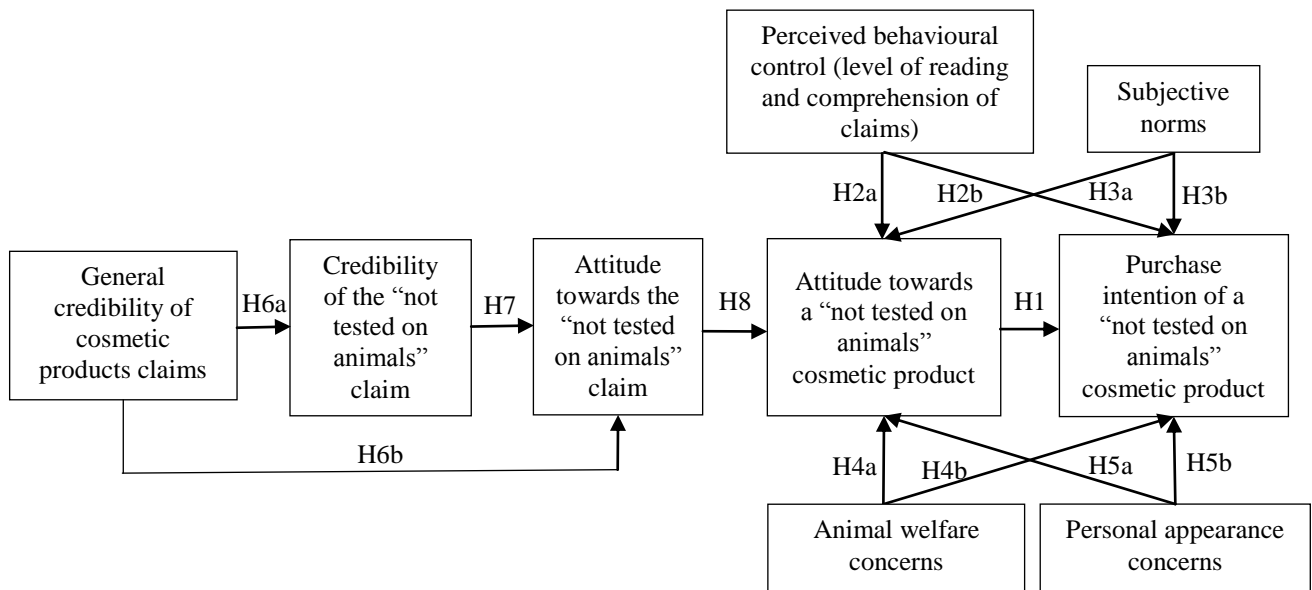 Perceived behavioural
control (level of reading
and comprehension of
claims)
Subjective
norms
H2a
H2b
H3a
H3b
General
credibility of
cosmetic
products claims
H6a
Credibility
of the “not
tested on
animals”
claim
H7
Attitude
towards the
“not tested
on animals”
claim
H8
Attitude towards
a “not tested on
animals”
cosmetic product
H1
Purchase
intention of a
“not tested on
animals”
cosmetic product
H6b
H4a
H4b
H5a
H5b
Animal welfare
concerns
Personal appearance
concerns